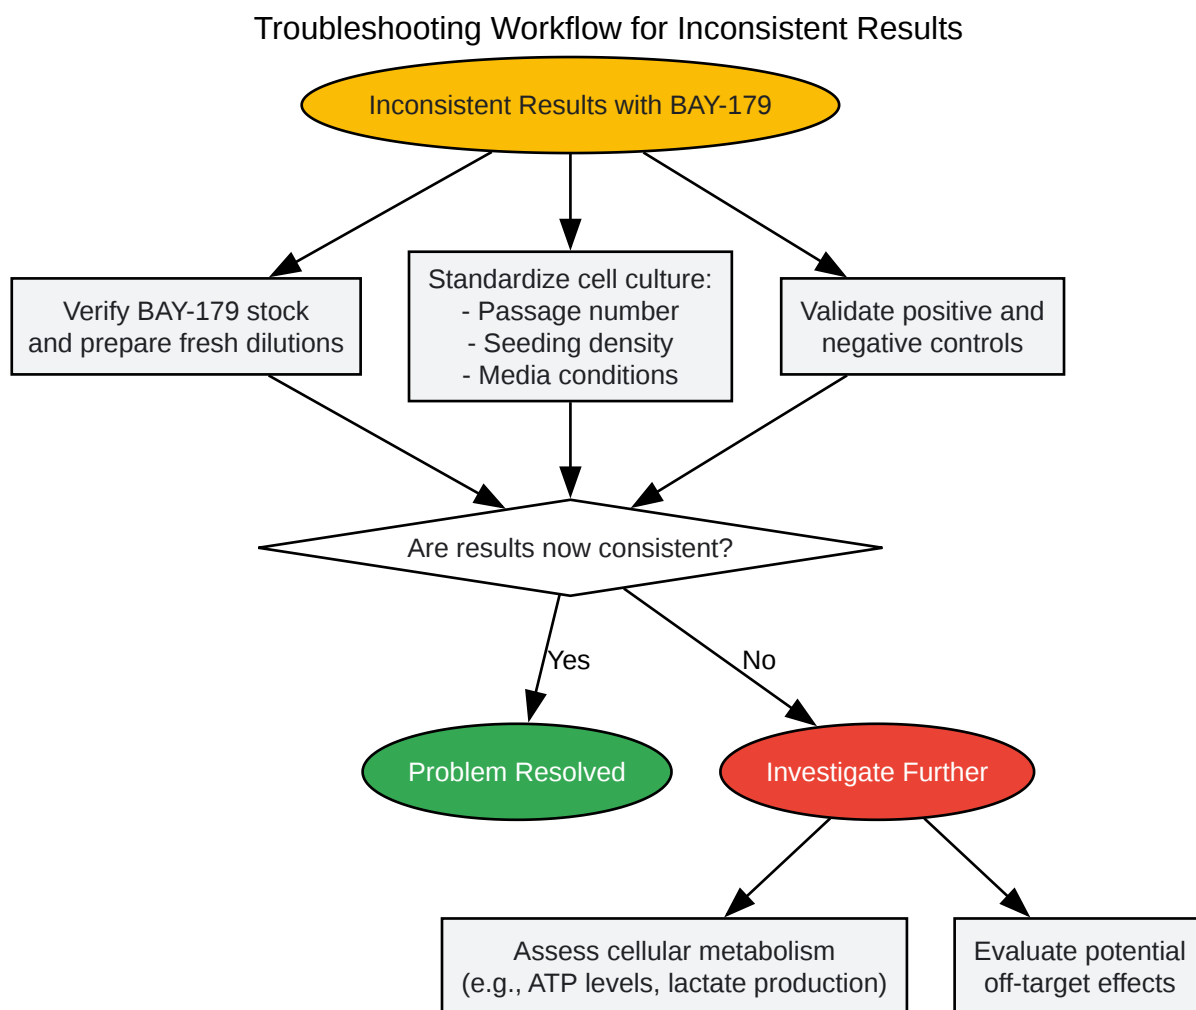 Troubleshooting Workflow for Inconsistent Results
Inconsistent Results with BAY-179
Verify BAY-179 stock
and prepare fresh dilutions
Standardize cell culture:
- Passage number
- Seeding density
- Media conditions
Validate positive and
negative controls
Are results now consistent?
Yes
No
Problem Resolved
Investigate Further
Assess cellular metabolism
(e.g., ATP levels, lactate production)
Evaluate potential
off-target effects